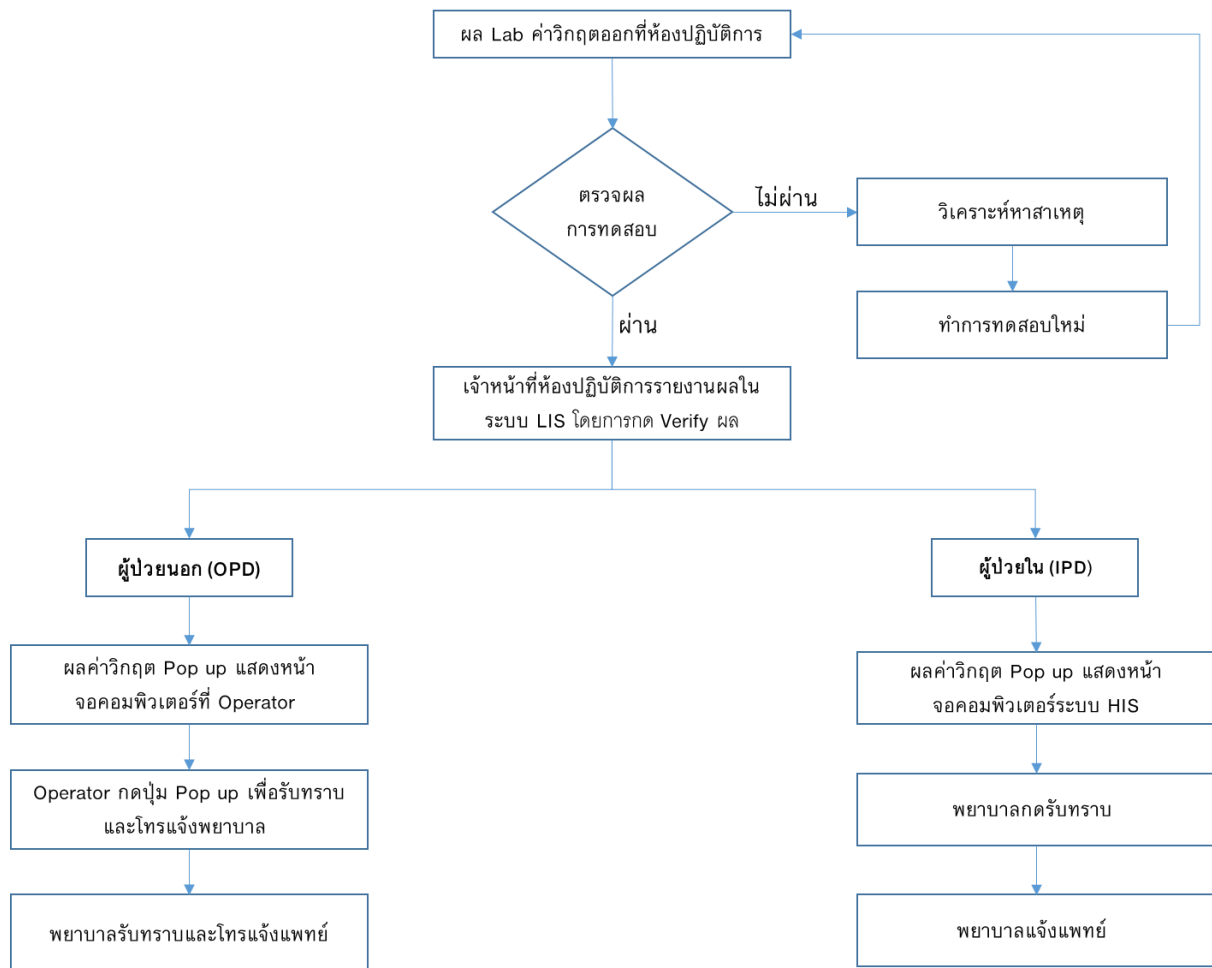 ผล Lab ค่าวิกฤตออกที่ห้องปฏิบัติการ
ตรวจผล
การทดสอบ
ไม่ผ่าน
วิเคราะห์หาสาเหตุ
ทำการทดสอบใหม่
ผ่าน
เจ้าหน้าที่ห้องปฏิบัติการรายงานผลใน
ระบบ LIS โดยการกด Verify ผล
ผู้ป่วยนอก (OPD)
ผลค่าวิกฤต Pop up แสดงหน้า
จอคอมพิวเตอร์ที่ Operator
Operator กดปุ่ม Pop up เพื่อรับทราบ
และโทรแจ้งพยาบาล
พยาบาลรับทราบและโทรแจ้งแพทย์
ผู้ป่วยใน (IPD)
ผลค่าวิกฤต Pop up แสดงหน้า
จอคอมพิวเตอร์ระบบ HIS
พยาบาลกดรับทราบ
พยาบาลแจ้งแพทย์